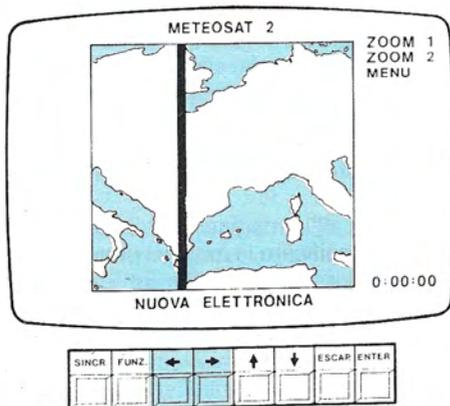 METEOSAT 2
ZOOM 1
ZOOM 2
MENU
0:00:00
NUOVA ELETTRONICA
SINCR. FUNZ. ← → ↑ ↓ ESCAP. ENTER